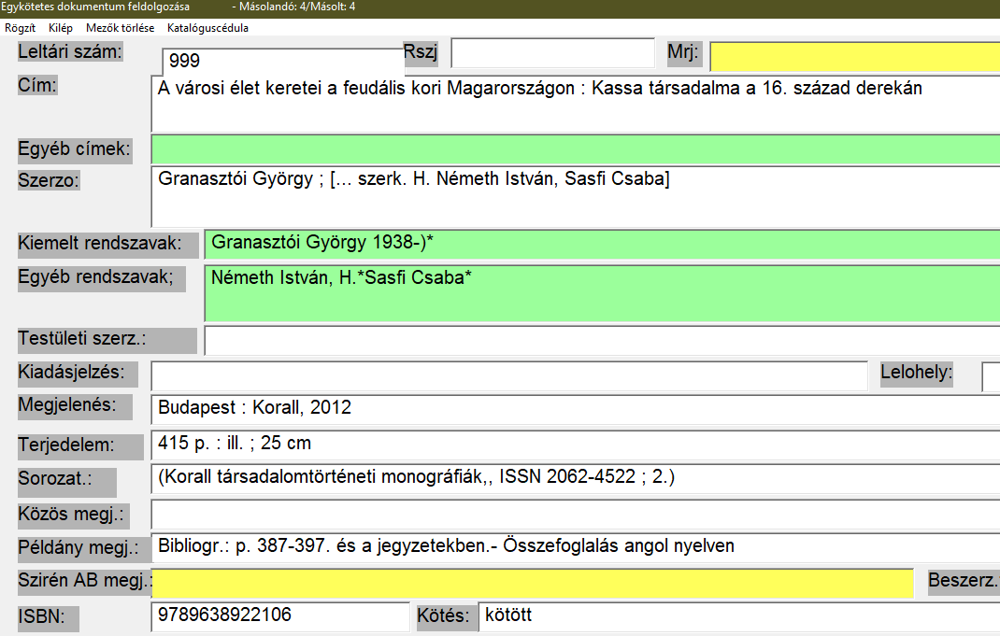 Egykötetes dokumentum feldolgozása - Másolandó: 4/Másolt: 4
Rögzít Kilép Mezők törlése Katalóguscédula
Leltári szám: 999 Rszj Mrj:
Cím: A városi élet keretei a feudális kori Magarországon : Kassa társadalma a 16. század derekán
Egyéb címek:
Szerzo: Granasztói György ; [... szerk. H. Németh István, Sasfi Csaba]
Kiemelt rendszavak: Granasztói György 1938-)*
Egyéb rendszavak; Németh István, H.*Sasfi Csaba*
Testületi szerz.:
Kiadásjelzés: Lelohely:
Megjelenés: Budapest : Korall, 2012
Terjedelem: 415 p. : ill. ; 25 cm
Sorozat.: (Korall társadalomtörténeti monográfiák,, ISSN 2062-4522 ; 2.)
Közös megj.:
Példány megj.: Bibliogr.: p. 387-397. és a jegyzetekben.- Összefoglalás angol nyelven
Szirén AB megj.: Beszerz.
ISBN: 9789638922106 Kötés: kötött